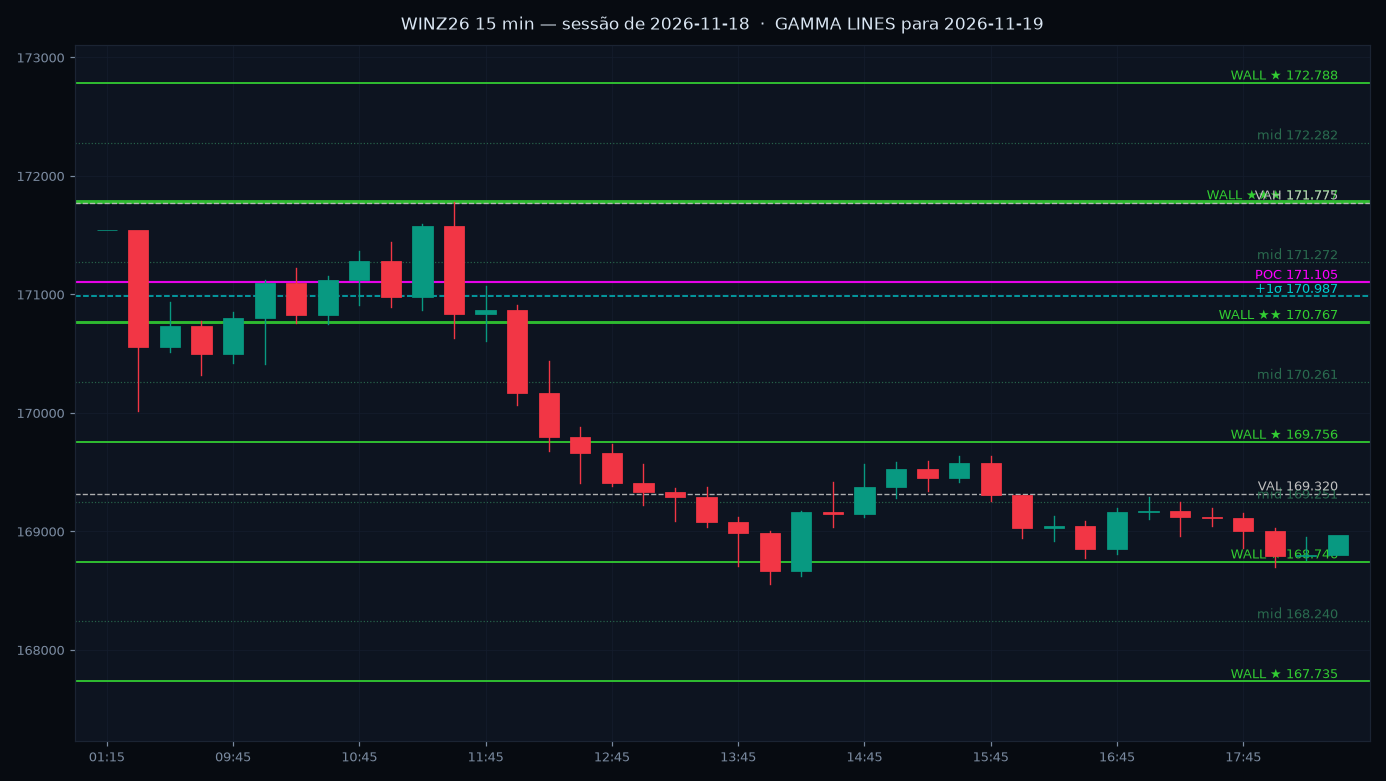 WINZ26 15 min — sessão de 2026-11-18 · GAMMA LINES para 2026-11-19
173000
172000
171000
170000
169000
168000
WALL ★ 172.788
mid 172.282
WALL
VAH 171.775
mid 171.272
POC 171.105
+1σ 170.987
WALL ★★ 170.767
mid 170.261
WALL ★ 169.756
VAL 169.320
mid 169.251
WALL
mid 168.240
WALL ★ 167.735
01:15 09:45 10:45 11:45 12:45 13:45 14:45 15:45 16:45 17:45